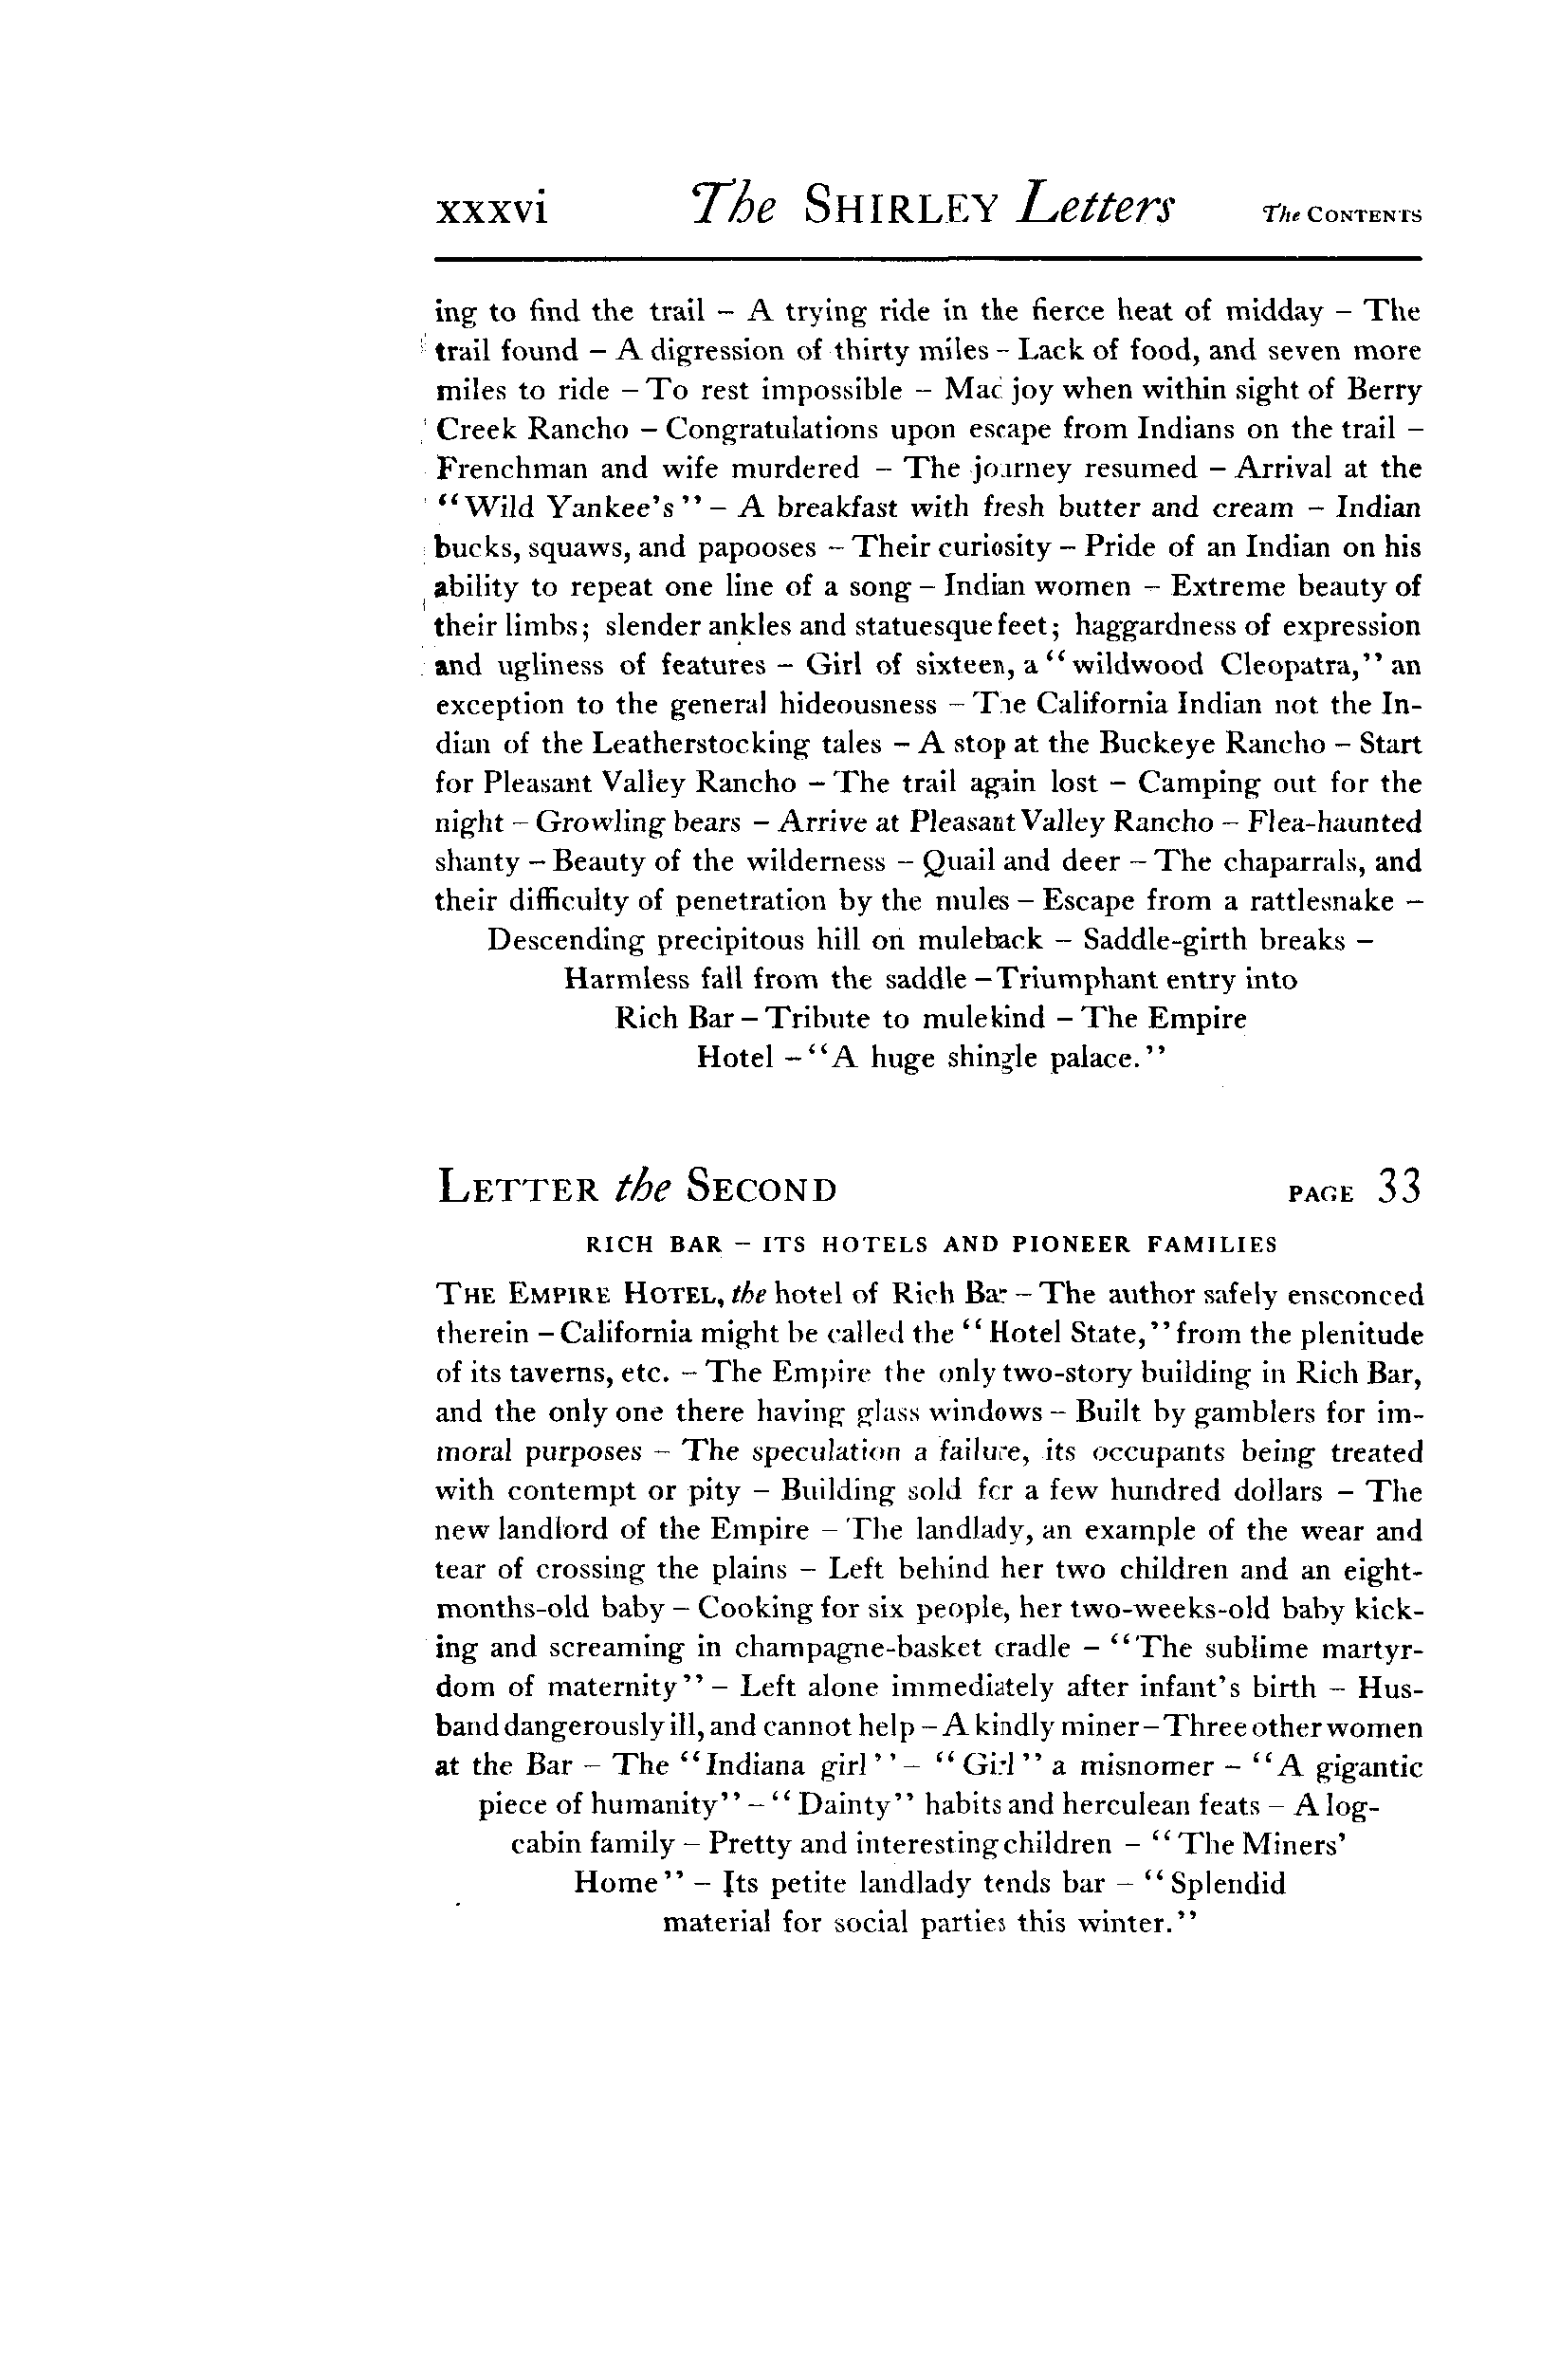 xxxvi The SHIRLEY Letters The CONTENTS
ing to find the trail – A trying ride in the fierce heat of midday – The
trail found – A digression of thirty miles – Lack of food, and seven more
miles to ride – To rest impossible – Mad joy when within sight of Berry
Creek Rancho – Congratulations upon escape from Indians on the trail –
Frenchman and wife murdered – The journey resumed – Arrival at the
“Wild Yankee’s” – A breakfast with fresh butter and cream – Indian
bucks, squaws, and papooses – Their curiosity – Pride of an Indian on his
ability to repeat one line of a song – Indian women – Extreme beauty of
their limbs; slender ankles and statuesque feet; haggardness of expression
and ugliness of features – Girl of sixteen, a “wildwood Cleopatra,” an
exception to the general hideousness – The California Indian not the In-
dian of the Leatherstocking tales – A stop at the Buckeye Rancho – Start
for Pleasant Valley Rancho – The trail again lost – Camping out for the
night – Growling bears – Arrive at Pleasant Valley Rancho – Flea-haunted
shanty – Beauty of the wilderness – Quail and deer – The chaparrals, and
their difficulty of penetration by the mules – Escape from a rattlesnake –
Descending precipitous hill on muleback – Saddle-girth breaks –
Harmless fall from the saddle – Triumphant entry into
Rich Bar – Tribute to mulekind – The Empire
Hotel – “A huge shingle palace.”
LETTER the SECOND PAGE 33
RICH BAR – ITS HOTELS AND PIONEER FAMILIES
THE EMPIRE HOTEL, the hotel of Rich Bar – The author safely ensconced
therein – California might be called the “Hotel State,” from the plenitude
of its taverns, etc. – The Empire the only two-story building in Rich Bar,
and the only one there having glass windows – Built by gamblers for im-
moral purposes – The speculation a failure, its occupants being treated
with contempt or pity – Building sold for a few hundred dollars – The
new landlord of the Empire – The landlady, an example of the wear and
tear of crossing the plains – Left behind her two children and an eight-
months-old baby – Cooking for six people, her two-weeks-old baby kick-
ing and screaming in champagne-basket cradle – “The sublime martyr-
dom of maternity” – Left alone immediately after infant’s birth – Hus-
band dangerously ill, and cannot help – A kindly miner – Three other women
at the Bar – The “Indiana girl” – “Girl” a misnomer – “A gigantic
piece of humanity” – “Dainty” habits and herculean feats – A log-
cabin family – Pretty and interesting children – “The Miners’
Home” – Its petite landlady tends bar – “Splendid
material for social parties this winter.”